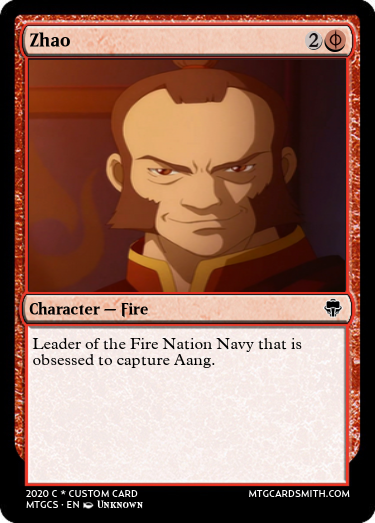 Zhao 2
Character — Fire
Leader of the Fire Nation Navy that is
obsessed to capture Aang.
2020 C * CUSTOM CARD MTGCARDSMITH.COM
MTGCS · EN Unknown